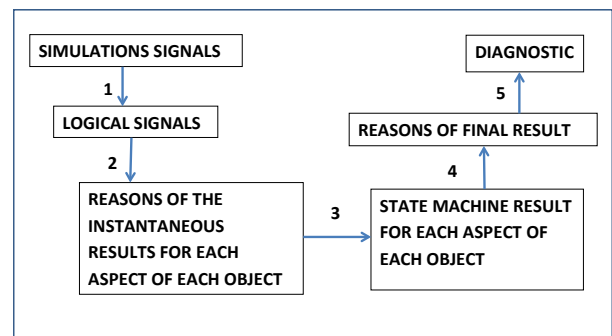 SIMULATIONS SIGNALS
1
LOGICAL SIGNALS
2
REASONS OF THE
INSTANTANEOUS
RESULTS FOR EACH
ASPECT OF EACH OBJECT
3
STATE MACHINE RESULT
FOR EACH ASPECT OF
EACH OBJECT
4
REASONS OF FINAL RESULT
5
DIAGNOSTIC